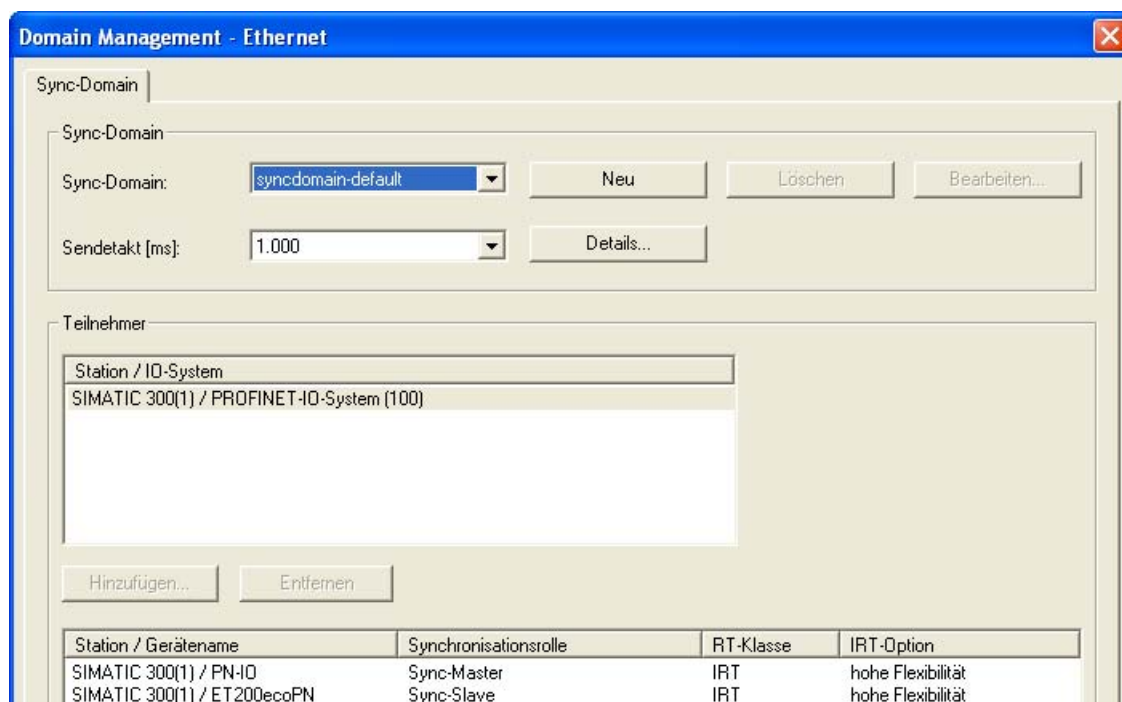 Domain Management - Ethernet
Sync-Domain
Sync-Domain
Sync-Domain: syncdomain-default Neu Löschen Bearbeiten...
Sendetakt [ms]: 1.000 Details...
Teilnehmer
Station / IO-System
SIMATIC 300(1) / PROFINET-IO-System (100)
Hinzufügen... Entfernen
Station / Gerätename Synchronisationsrolle RT-Klasse IRT-Option
SIMATIC 300(1) / PN-IO Sync-Master IRT hohe Flexibilität
SIMATIC 300(1) / ET200ecoPN Sync-Slave IRT hohe Flexibilität